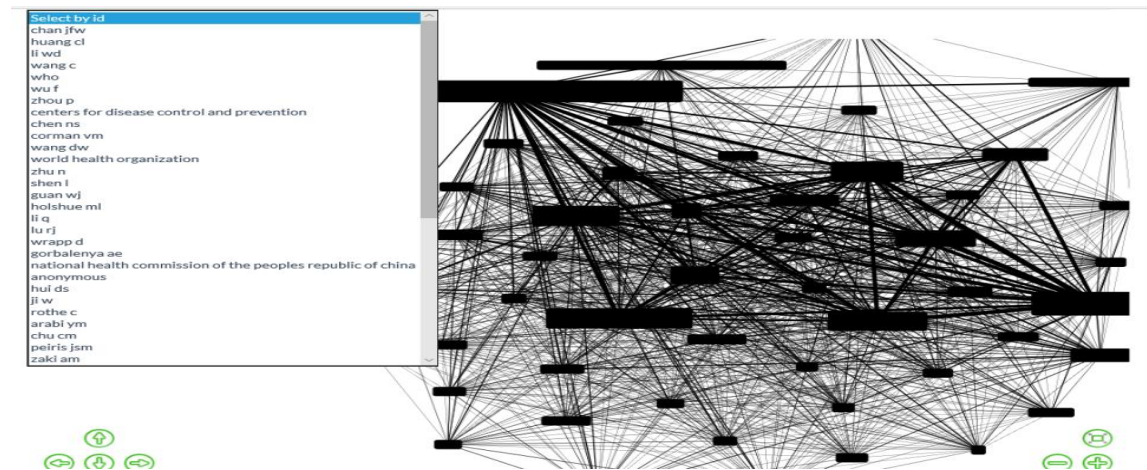 Select by id
chan jfw
huang cl
li wd
wang c
who
wu f
zhou p
centers for disease control and prevention
chen ns
corman vm
wang dw
world health organization
zhu n
shen l
guan wj
holshue ml
li q
lu rj
wrapp d
gorbalenya ae
national health commission of the peoples republic of china
anonymous
hui ds
ji w
rothe c
arabi ym
chu cm
peiris jsm
zaki am